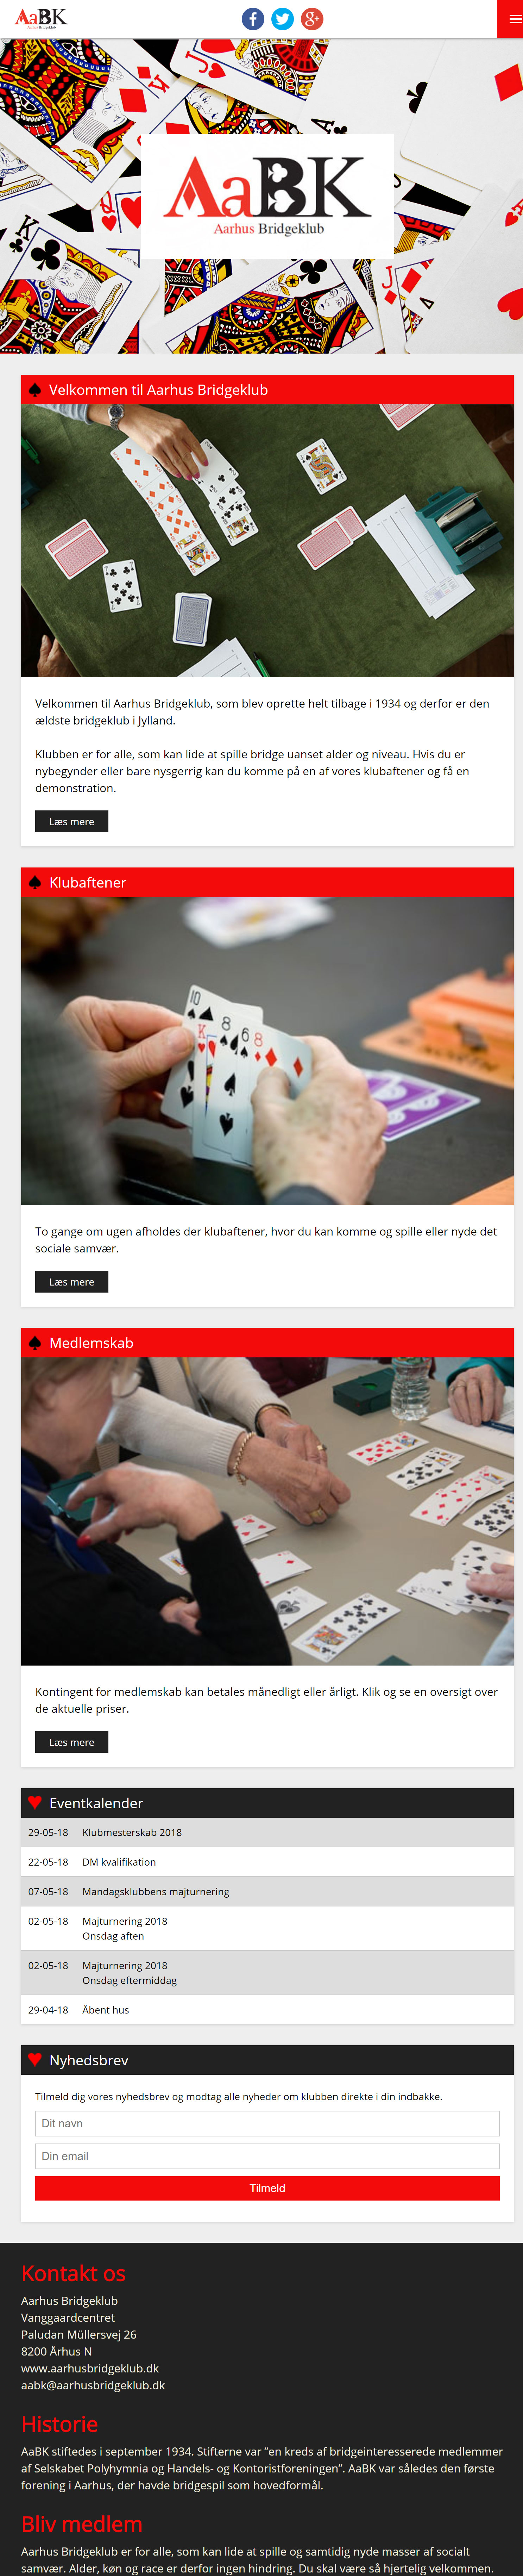 AaBK
Aarhus Bridgeklub
AaBK
Aarhus Bridgeklub
Velkommen til Aarhus Bridgeklub
Velkommen til Aarhus Bridgeklub, som blev oprette helt tilbage i 1934 og derfor er den
ældste bridgeklub i Jylland.
Klubben er for alle, som kan lide at spille bridge uanset alder og niveau. Hvis du er
nybegynder eller bare nysgerrig kan du komme på en af vores klubaftener og få en
demonstration.
Læs mere
Klubaftener
To gange om ugen afholdes der klubaftener, hvor du kan komme og spille eller nyde det
sociale samvær.
Læs mere
Medlemskab
Kontingent for medlemskab kan betales månedligt eller årligt. Klik og se en oversigt over
de aktuelle priser.
Læs mere
Eventkalender
29-05-18 Klubmesterskab 2018
22-05-18 DM kvalifikation
07-05-18 Mandagsklubbens majturnering
02-05-18 Majturnering 2018
Onsdag aften
02-05-18 Majturnering 2018
Onsdag eftermiddag
29-04-18 Åbent hus
Nyhedsbrev
Tilmeld dig vores nyhedsbrev og modtag alle nyheder om klubben direkte i din indbakke.
Dit navn
Din email
Tilmeld
Kontakt os
Aarhus Bridgeklub
Vanggaardcentret
Paludan Müllersvej 26
8200 Århus N
www.aarhusbridgeklub.dk
aabk@aarhusbridgeklub.dk
Historie
AaBK stiftedes i september 1934. Stifterne var "en kreds af bridgeinteresserede medlemmer
af Selskabet Polyhymnia og Handels- og Kontoristforeningen". AaBK var således den første
forening i Aarhus, der havde bridgespil som hovedformål.
Bliv medlem
Aarhus Bridgeklub er for alle, som kan lide at spille og samtidig nyde masser af socialt
samvær. Alder, køn og race er derfor ingen hindring. Du skal være så hjertelig velkommen.